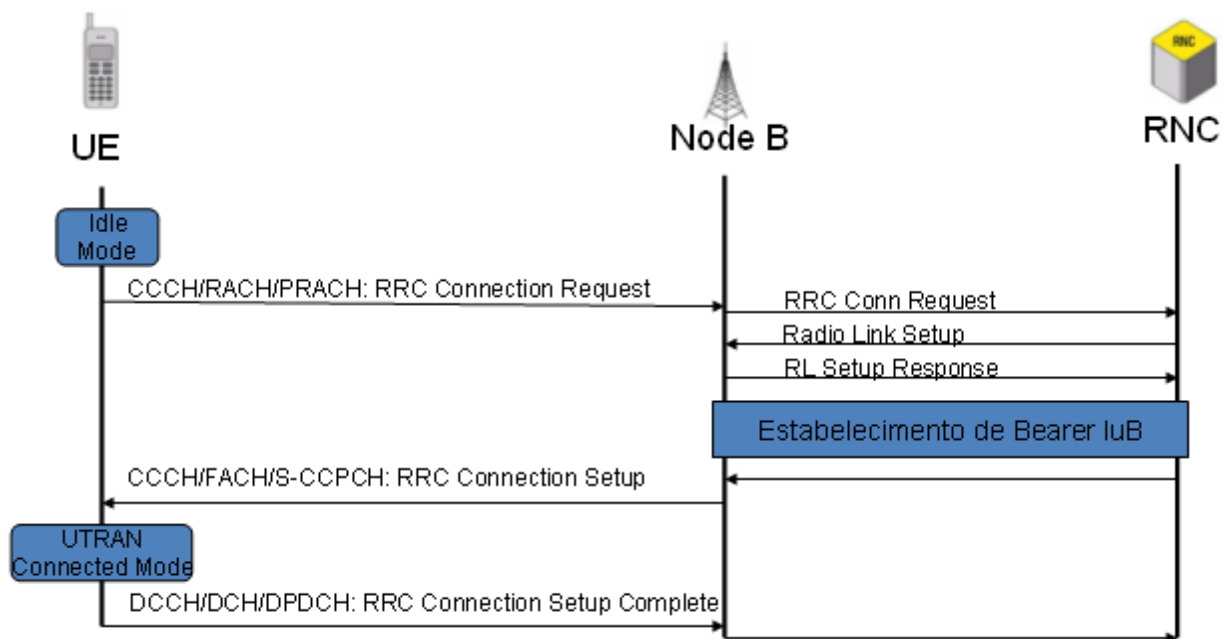 RNC
UE
Node B
RNC
Idle
Mode
CCCH/RACH/PRACH: RRC Connection Request
RRC Conn Request
Radio Link Setup
RL Setup Response
Estabelecimento de Bearer IuB
CCCH/FACH/S-CCPCH: RRC Connection Setup
UTRAN
Connected Mode
DCCH/DCH/DPDCH: RRC Connection Setup Complete